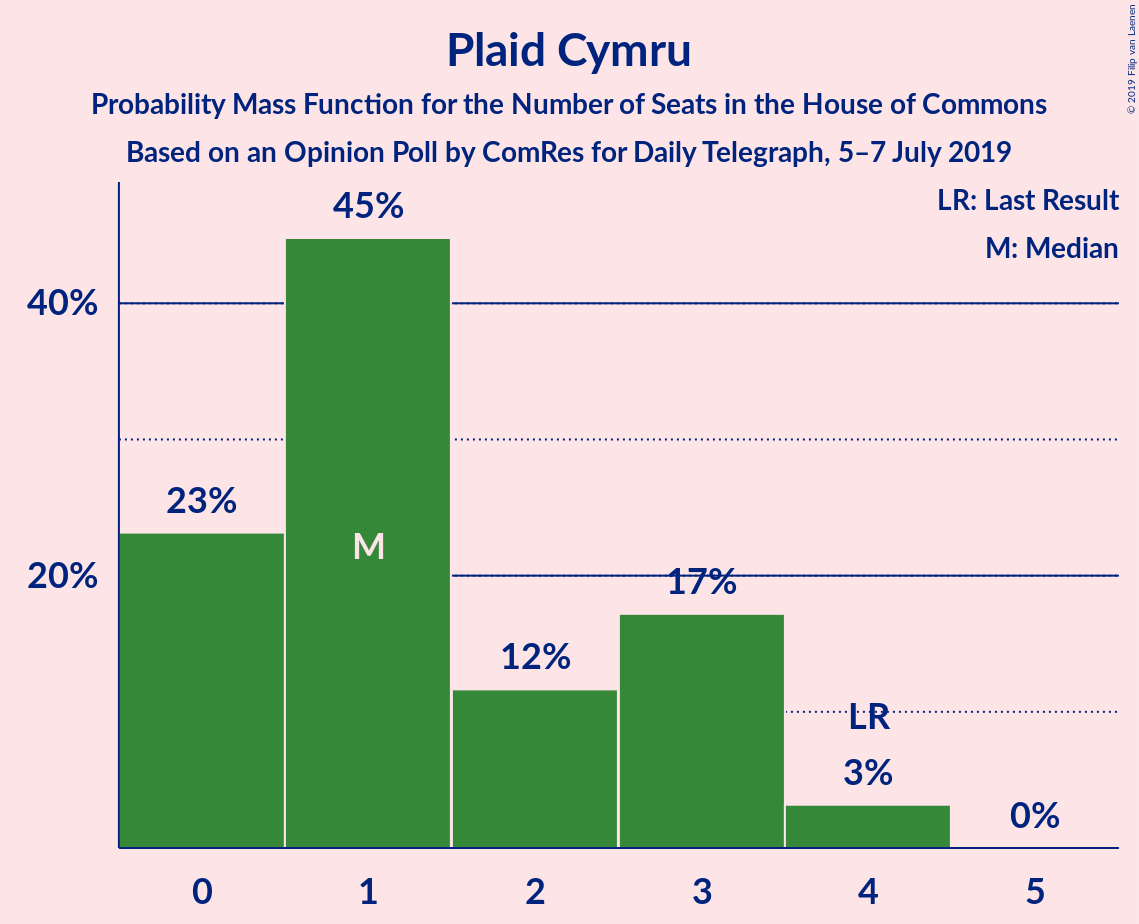 Plaid Cymru
Probability Mass Function for the Number of Seats in the House of Commons
Based on an Opinion Poll by ComRes for Daily Telegraph, 5–7 July 2019
© 2019 Filip van Laenen
LR: Last Result
M: Median
45%
40%
23%
M
20%
17%
12%
LR
3%
0%
0 1 2 3 4 5